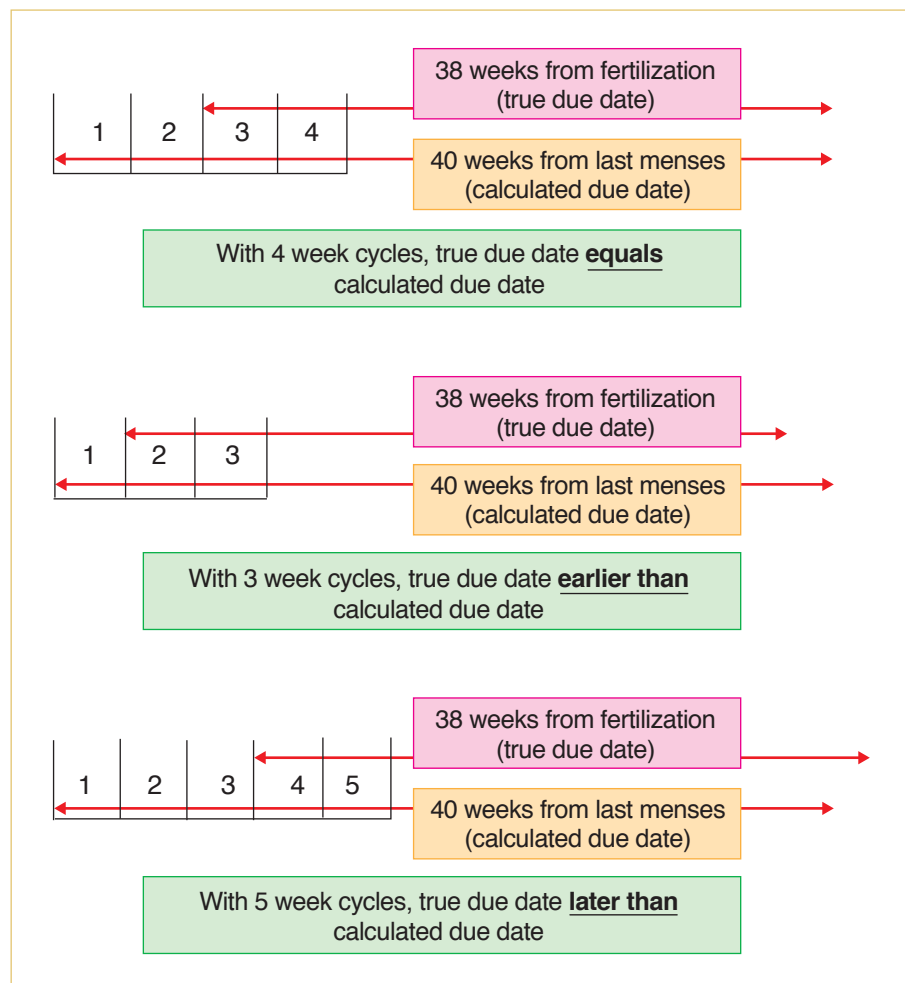 38 weeks from fertilization
(true due date)
1 2 3 4
40 weeks from last menses
(calculated due date)
With 4 week cycles, true due date equals
calculated due date
38 weeks from fertilization
(true due date)
1 2 3
40 weeks from last menses
(calculated due date)
With 3 week cycles, true due date earlier than
calculated due date
38 weeks from fertilization
(true due date)
1 2 3 4 5
40 weeks from last menses
(calculated due date)
With 5 week cycles, true due date later than
calculated due date